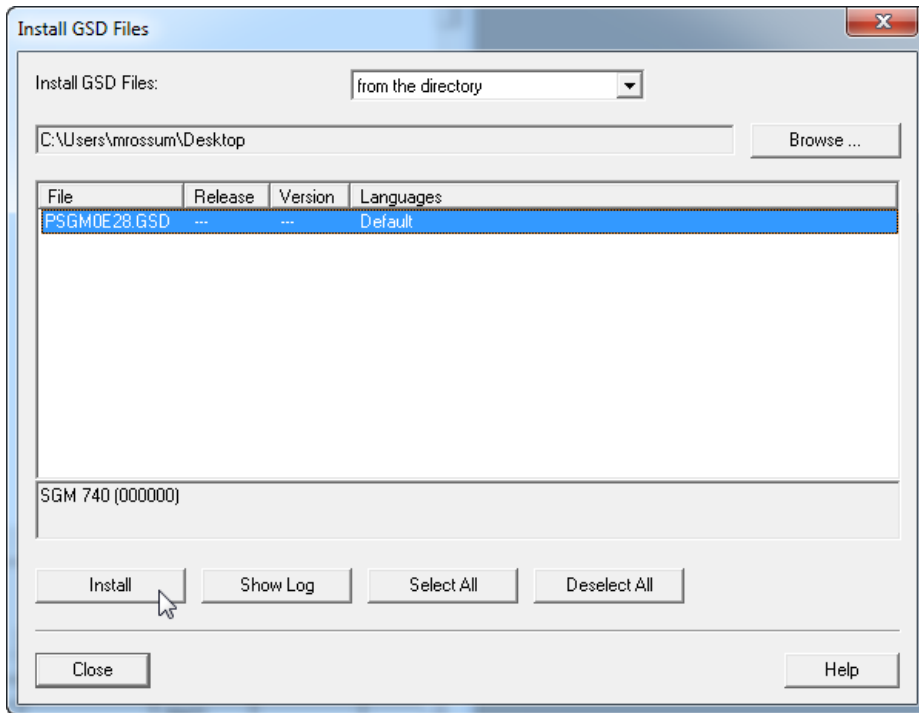 Install GSD Files
Install GSD Files: from the directory
C:\Users\mrossum\Desktop Browse ...
File Release Version Languages
PSGM0E28.GSD --- --- Default
SGM 740 (000000)
Install Show Log Select All Deselect All
Close Help